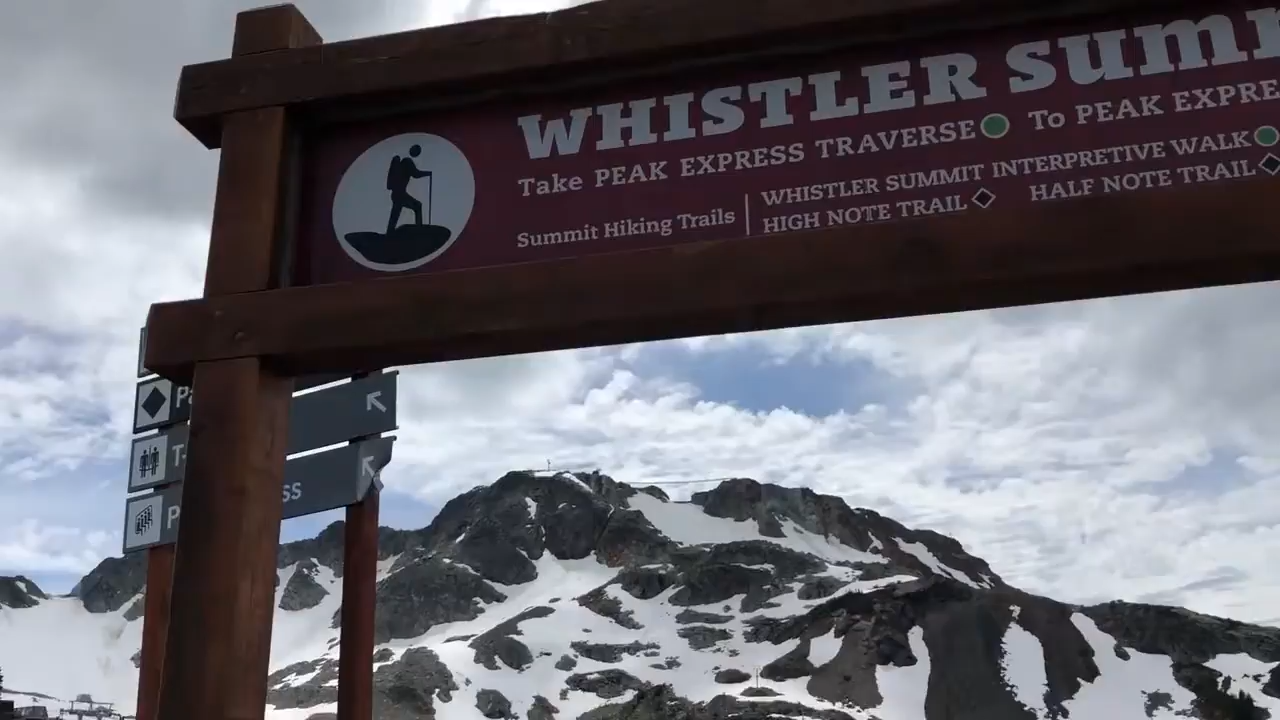 WHISTLER SUMM
Take PEAK EXPRESS TRAVERSE To PEAK EXPRE
Summit Hiking Trails
WHISTLER SUMMIT INTERPRETIVE WALK
HIGH NOTE TRAIL HALF NOTE TRAIL